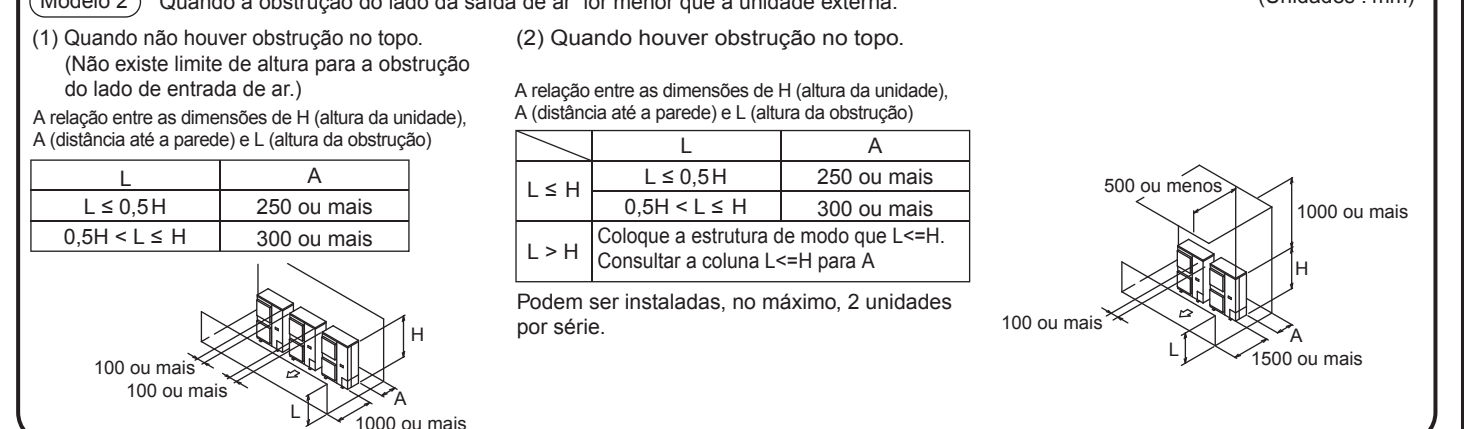 Modelo 2 Quando a obstrução do lado da saída de ar for menor que a unidade externa.
(Unidades : mm)
(1) Quando não houver obstrução no topo.
(Não existe limite de altura para a obstrução
do lado de entrada de ar.)
A relação entre as dimensões de H (altura da unidade),
A (distância até a parede) e L (altura da obstrução)
L A
L ≤ 0,5H 250 ou mais
0,5H < L ≤ H 300 ou mais
H
100 ou mais
100 ou mais
A
L
1000 ou mais
(2) Quando houver obstrução no topo.
A relação entre as dimensões de H (altura da unidade),
A (distância até a parede) e L (altura da obstrução)
L A
L ≤ H
L ≤ 0,5H 250 ou mais
0,5H < L ≤ H 300 ou mais
L > H
Coloque a estrutura de modo que L<=H.
Consultar a coluna L<=H para A
Podem ser instaladas, no máximo, 2 unidades
por série.
500 ou menos
1000 ou mais
H
100 ou mais
A
L
1500 ou mais